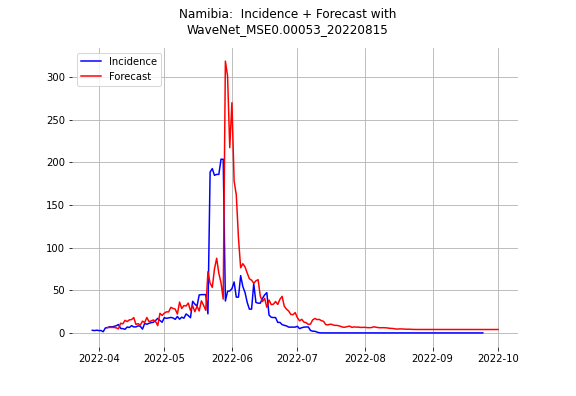 Namibia:  Incidence + Forecast with
WaveNet_MSE0.00053_20220815
Incidence
Forecast
300
250
200
150
100
50
0
2022-04 2022-05 2022-06 2022-07 2022-08 2022-09 2022-10